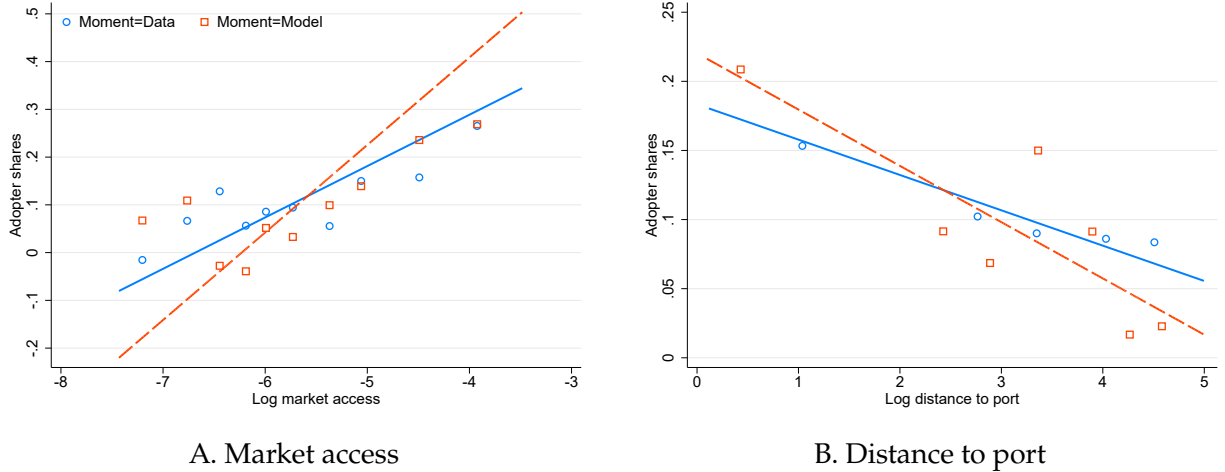 Moment=Data Moment=Model
Adopter shares
.5
.4
.3
.2
.1
0
-.1
-.2
-8 -7 -6 -5 -4 -3
Log market access
A. Market access
Adopter shares
.25
.2
.15
.1
.05
0
0 1 2 3 4 5
Log distance to port
B. Distance to port